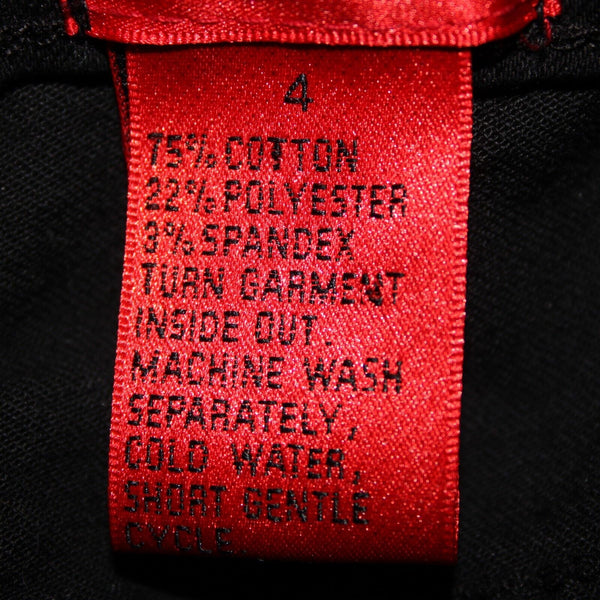 4
75% COTTON
22% POLYESTER
3% SPANDEX
TURN GARMENT
INSIDE OUT.
MACHINE WASH
SEPARATELY,
COLD WATER,
SHORT GENTLE
CYCLE.